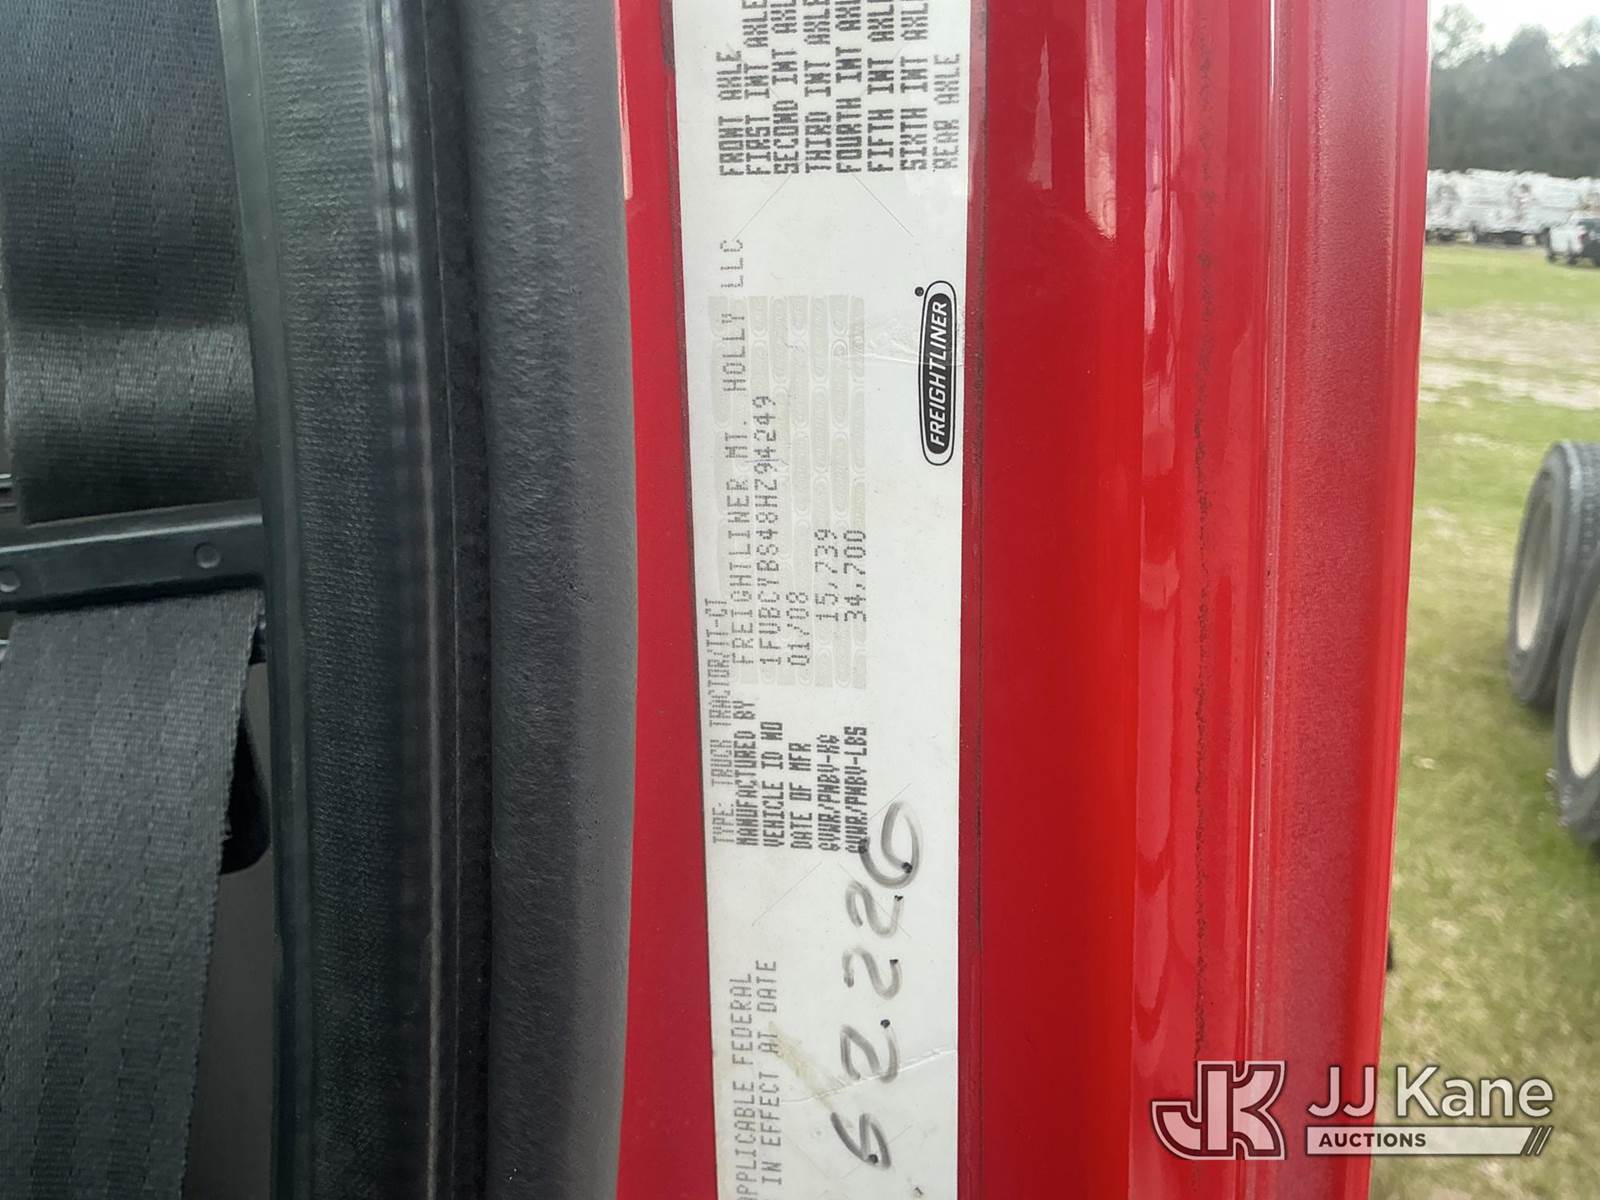 APPLICABLE FEDERAL
IN EFFECT AT DATE
TYPE: TRUCK TRACTOR/TT-CT
MANUFACTURED BY FREIGHTLINER MT. HOLLY LLC
VEHICLE ID NO 1FUBCYBS48HZ94249
DATE OF MFR 01/08
GVWR/PNBV-KG 15,739
GVWR/PNBV-LBS 34,700
FRONT AXLE
FIRST INT AXLE
SECOND INT AXLE
THIRD INT AXLE
FOURTH INT AXLE
FIFTH INT AXLE
SIXTH INT AXLE
REAR AXLE
FREIGHTLINER
JK JJ Kane
AUCTIONS